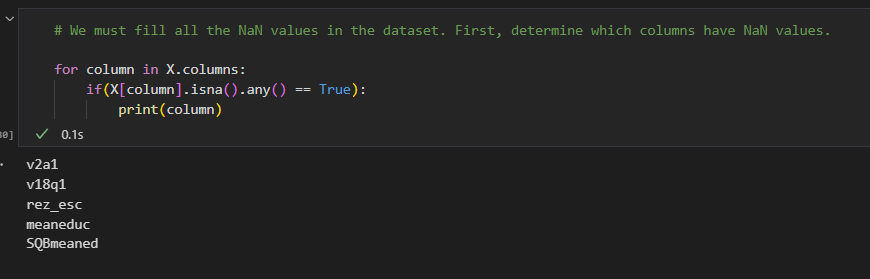 # We must fill all the NaN values in the dataset. First, determine which columns have NaN values.
for column in X.columns:
if(X[column].isna().any() == True):
print(column)
0.1s
v2a1
v18q1
rez_esc
meaneduc
SQBmeaned